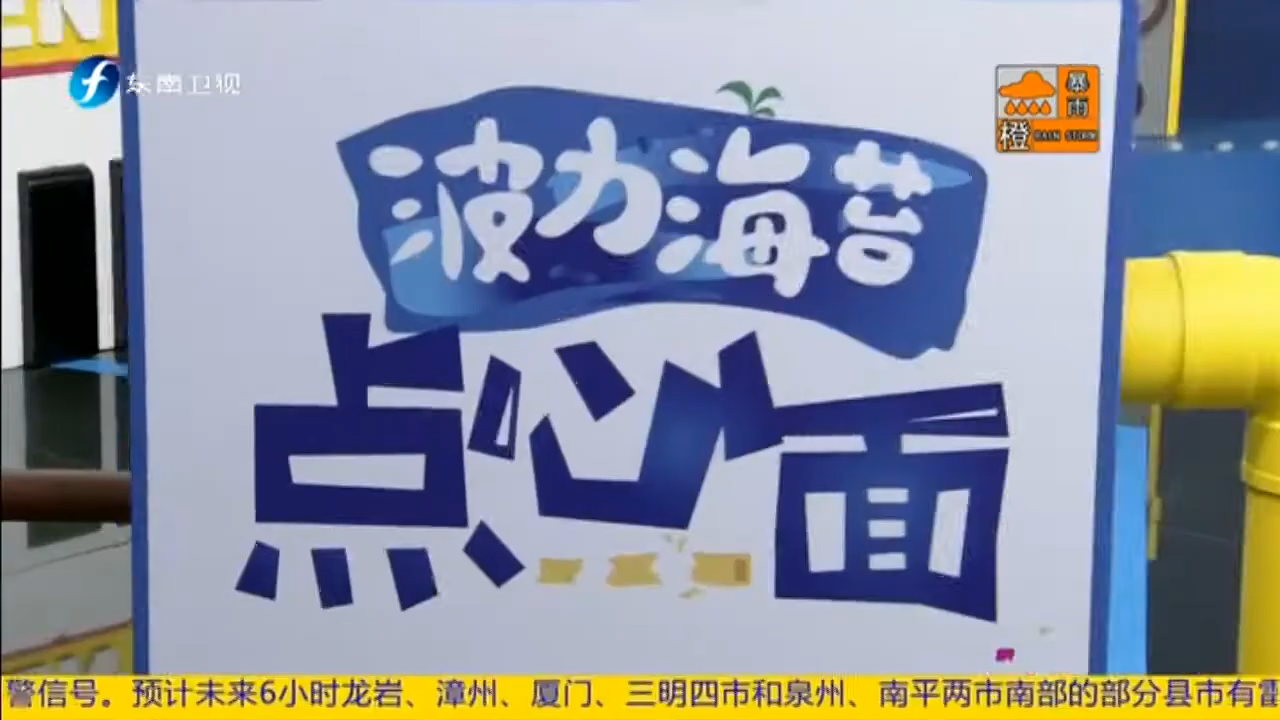 EN
东南卫视
暴雨
橙
RAIN STORM
波力海苔
点心面
警信号。预计未来6小时龙岩、漳州、厦门、三明四市和泉州、南平两市南部的部分县市有雷